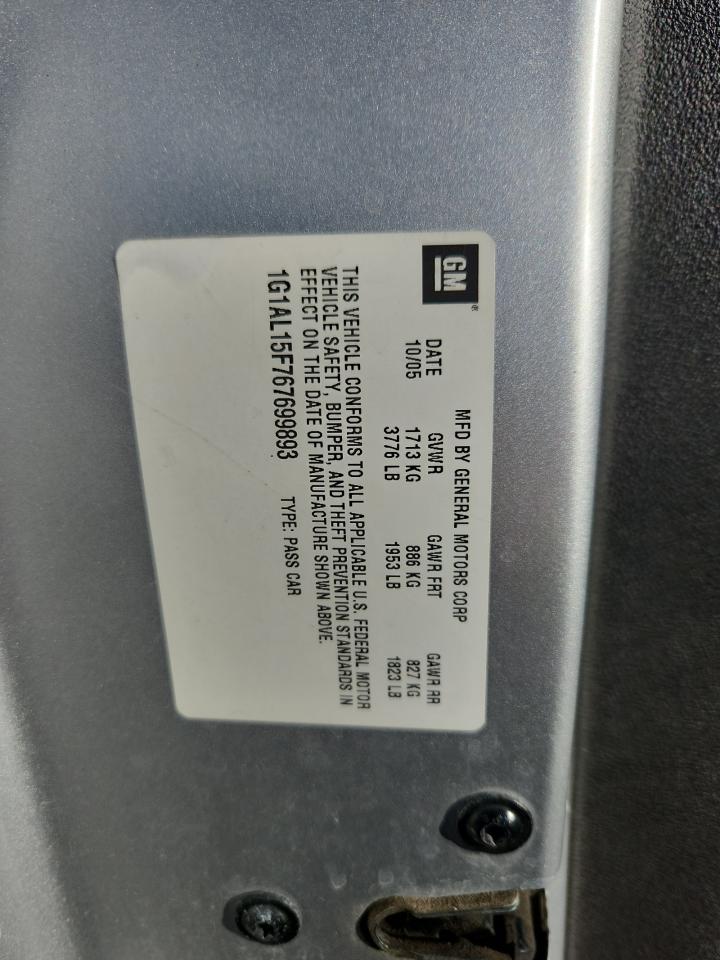 GM®
MFD BY GENERAL MOTORS CORP
DATE GVWR GAWR FRT GAWR RR
10/05 1713 KG 886 KG 827 KG
3776 LB 1953 LB 1823 LB
THIS VEHICLE CONFORMS TO ALL APPLICABLE U.S. FEDERAL MOTOR
VEHICLE SAFETY, BUMPER, AND THEFT PREVENTION STANDARDS IN
EFFECT ON THE DATE OF MANUFACTURE SHOWN ABOVE.
1G1AL15F767699893 TYPE: PASS CAR